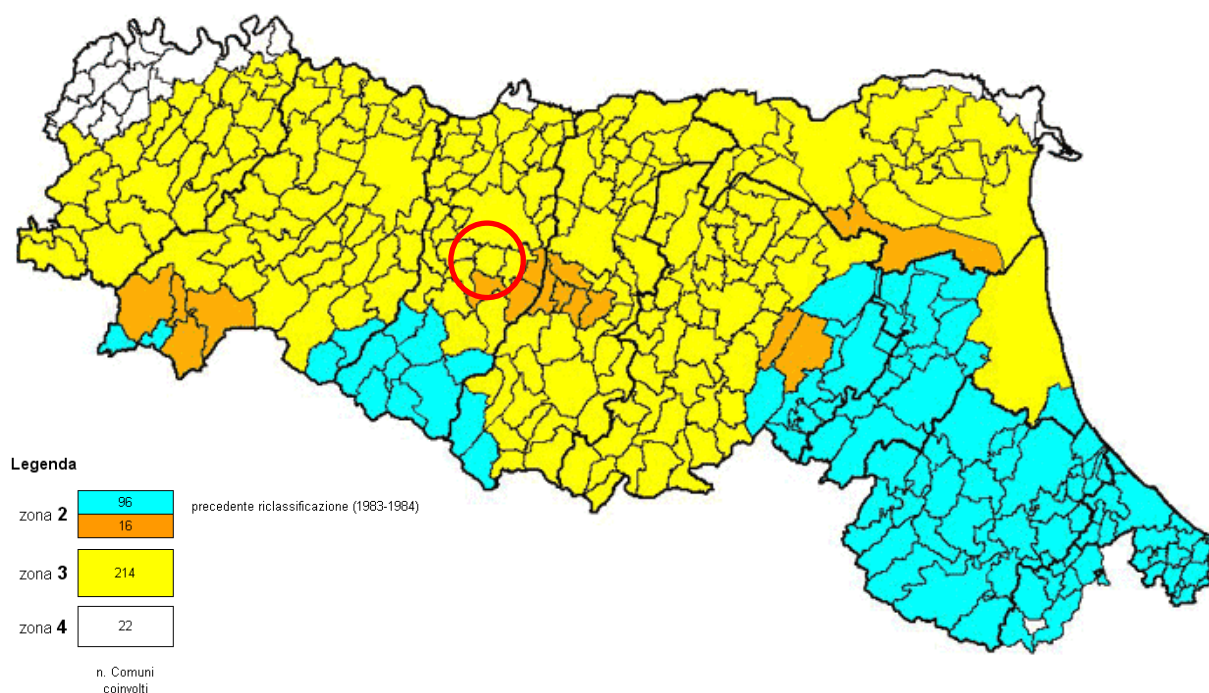 Legenda
zona 2
96
precedente riclassificazione (1983-1984)
16
zona 3
214
zona 4
22
n. Comuni
coinvolti